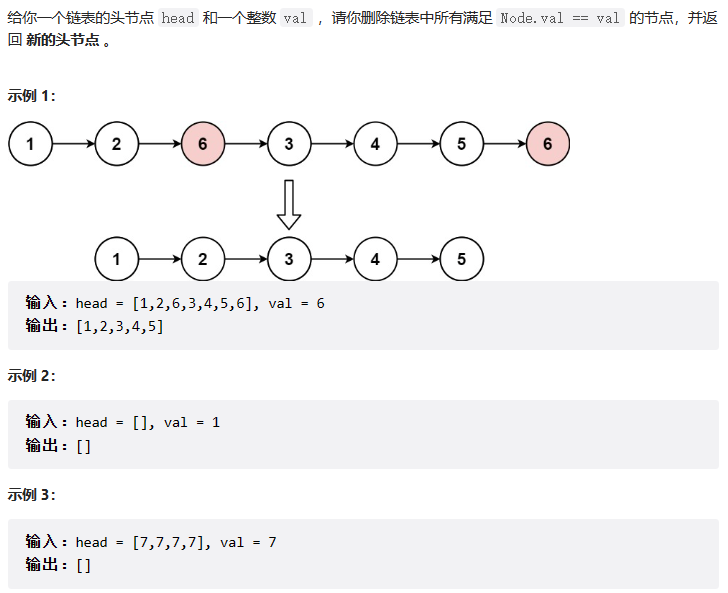 给你一个链表的头节点 head 和一个整数 val ，请你删除链表中所有满足 Node.val == val 的节点，并返
回 新的头节点 。
示例 1：
1 2 6 3 4 5 6
1 2 3 4 5
输入：head = [1,2,6,3,4,5,6], val = 6
输出：[1,2,3,4,5]
示例 2：
输入：head = [], val = 1
输出：[]
示例 3：
输入：head = [7,7,7,7], val = 7
输出：[]